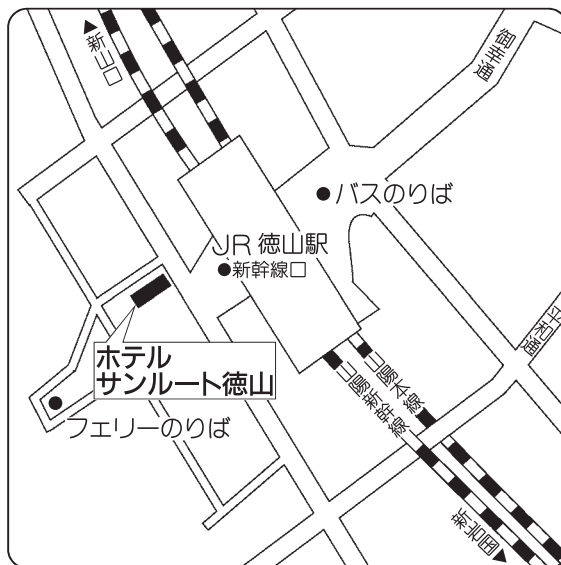 ▲新山口
御幸通
バスのりば
JR 徳山駅
新幹線口
平和通
ホテル
サンルート徳山
フェリーのりば
山陽新幹線
山陽本線
新岩国▼